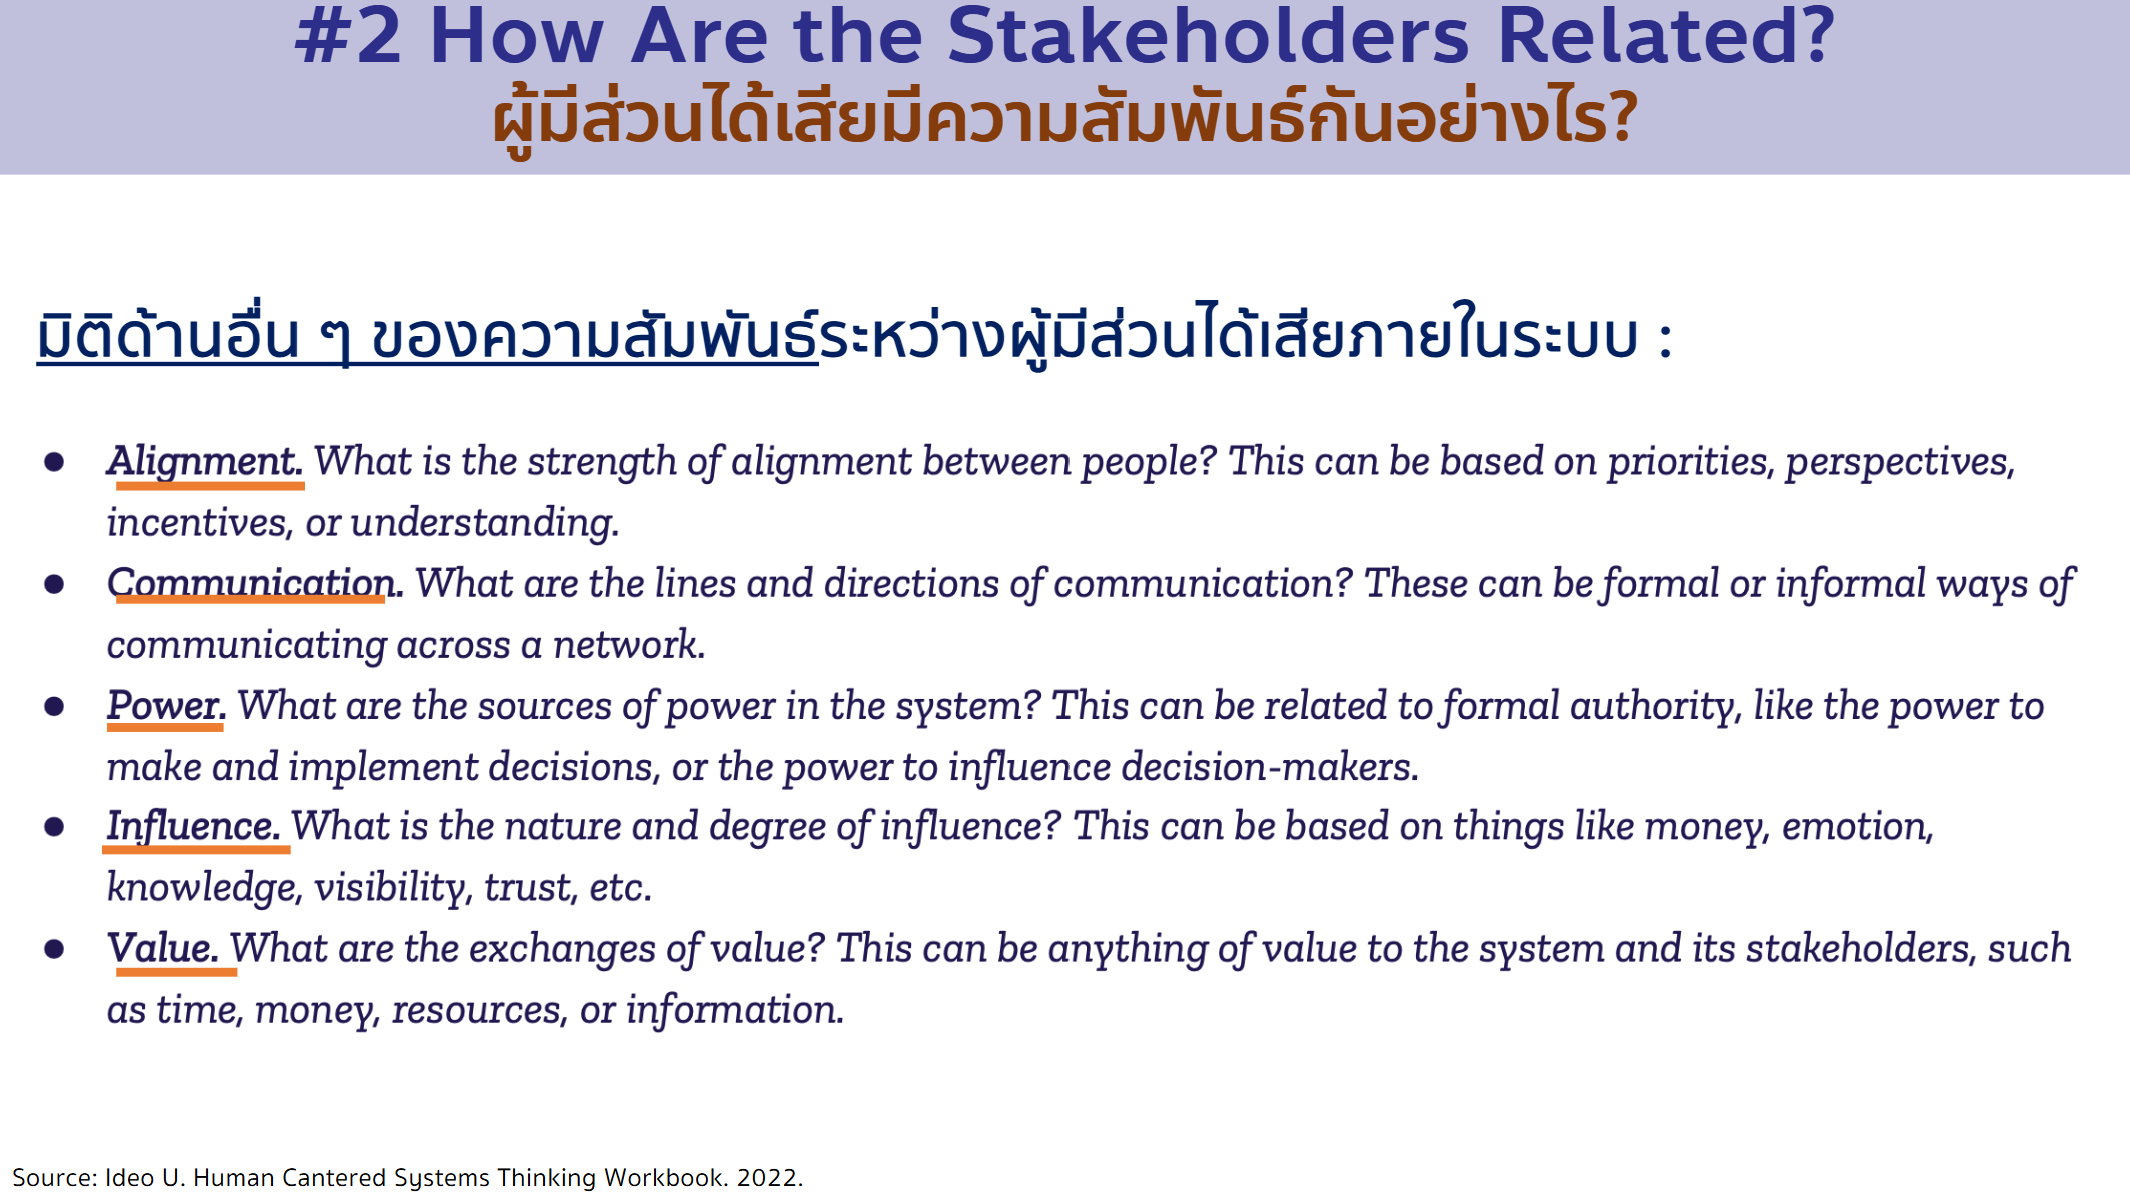 #2 How Are the Stakeholders Related?
ผู้มีส่วนได้เสียมีความสัมพันธ์กันอย่างไร?
มิติด้านอื่น ๆ ของความสัมพันธ์ระหว่างผู้มีส่วนได้เสียภายในระบบ :
● Alignment. What is the strength of alignment between people? This can be based on priorities, perspectives,
incentives, or understanding.
● Communication. What are the lines and directions of communication? These can be formal or informal ways of
communicating across a network.
● Power. What are the sources of power in the system? This can be related to formal authority, like the power to
make and implement decisions, or the power to influence decision-makers.
● Influence. What is the nature and degree of influence? This can be based on things like money, emotion,
knowledge, visibility, trust, etc.
● Value. What are the exchanges of value? This can be anything of value to the system and its stakeholders, such
as time, money, resources, or information.
Source: Ideo U. Human Cantered Systems Thinking Workbook. 2022.